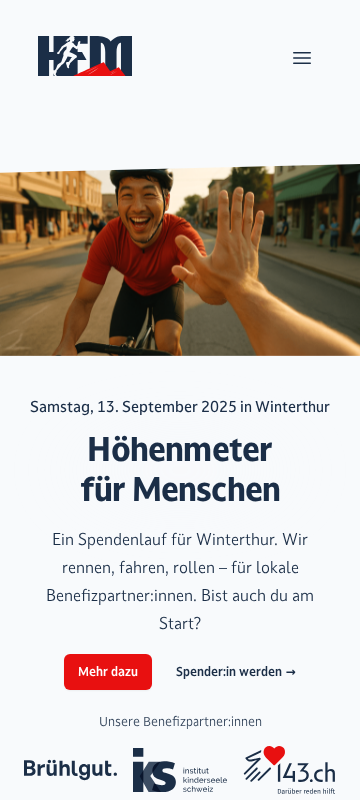 HFM
Samstag, 13. September 2025 in Winterthur
Höhenmeter
für Menschen
Ein Spendenlauf für Winterthur. Wir
rennen, fahren, rollen – für lokale
Benefizpartner:innen. Bist auch du am
Start?
Mehr dazu
Spender:in werden →
Unsere Benefizpartner:innen
Brühlgut.
iks
institut
kinderseele
schweiz
143.ch
Darüber reden hilft